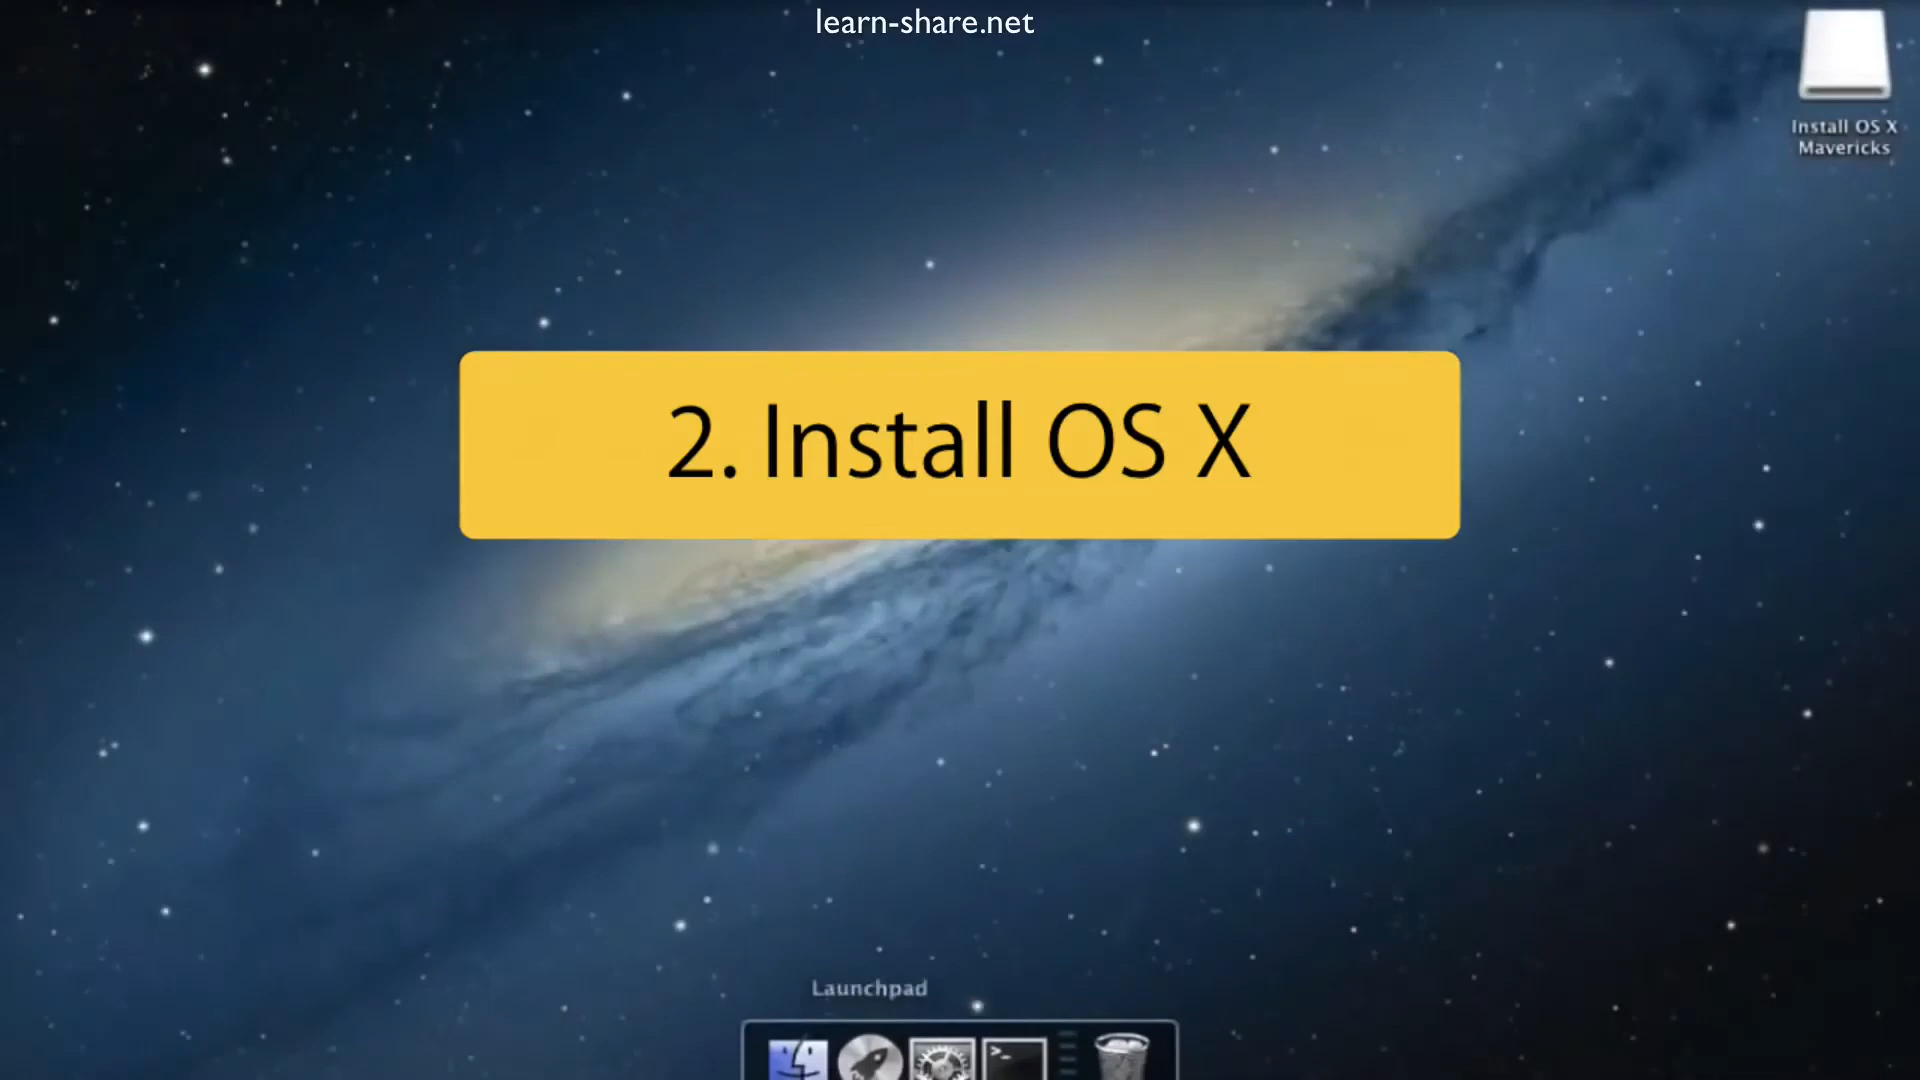 learn-share.net
Install OS X
Mavericks
2. Install OS X
Launchpad
>_